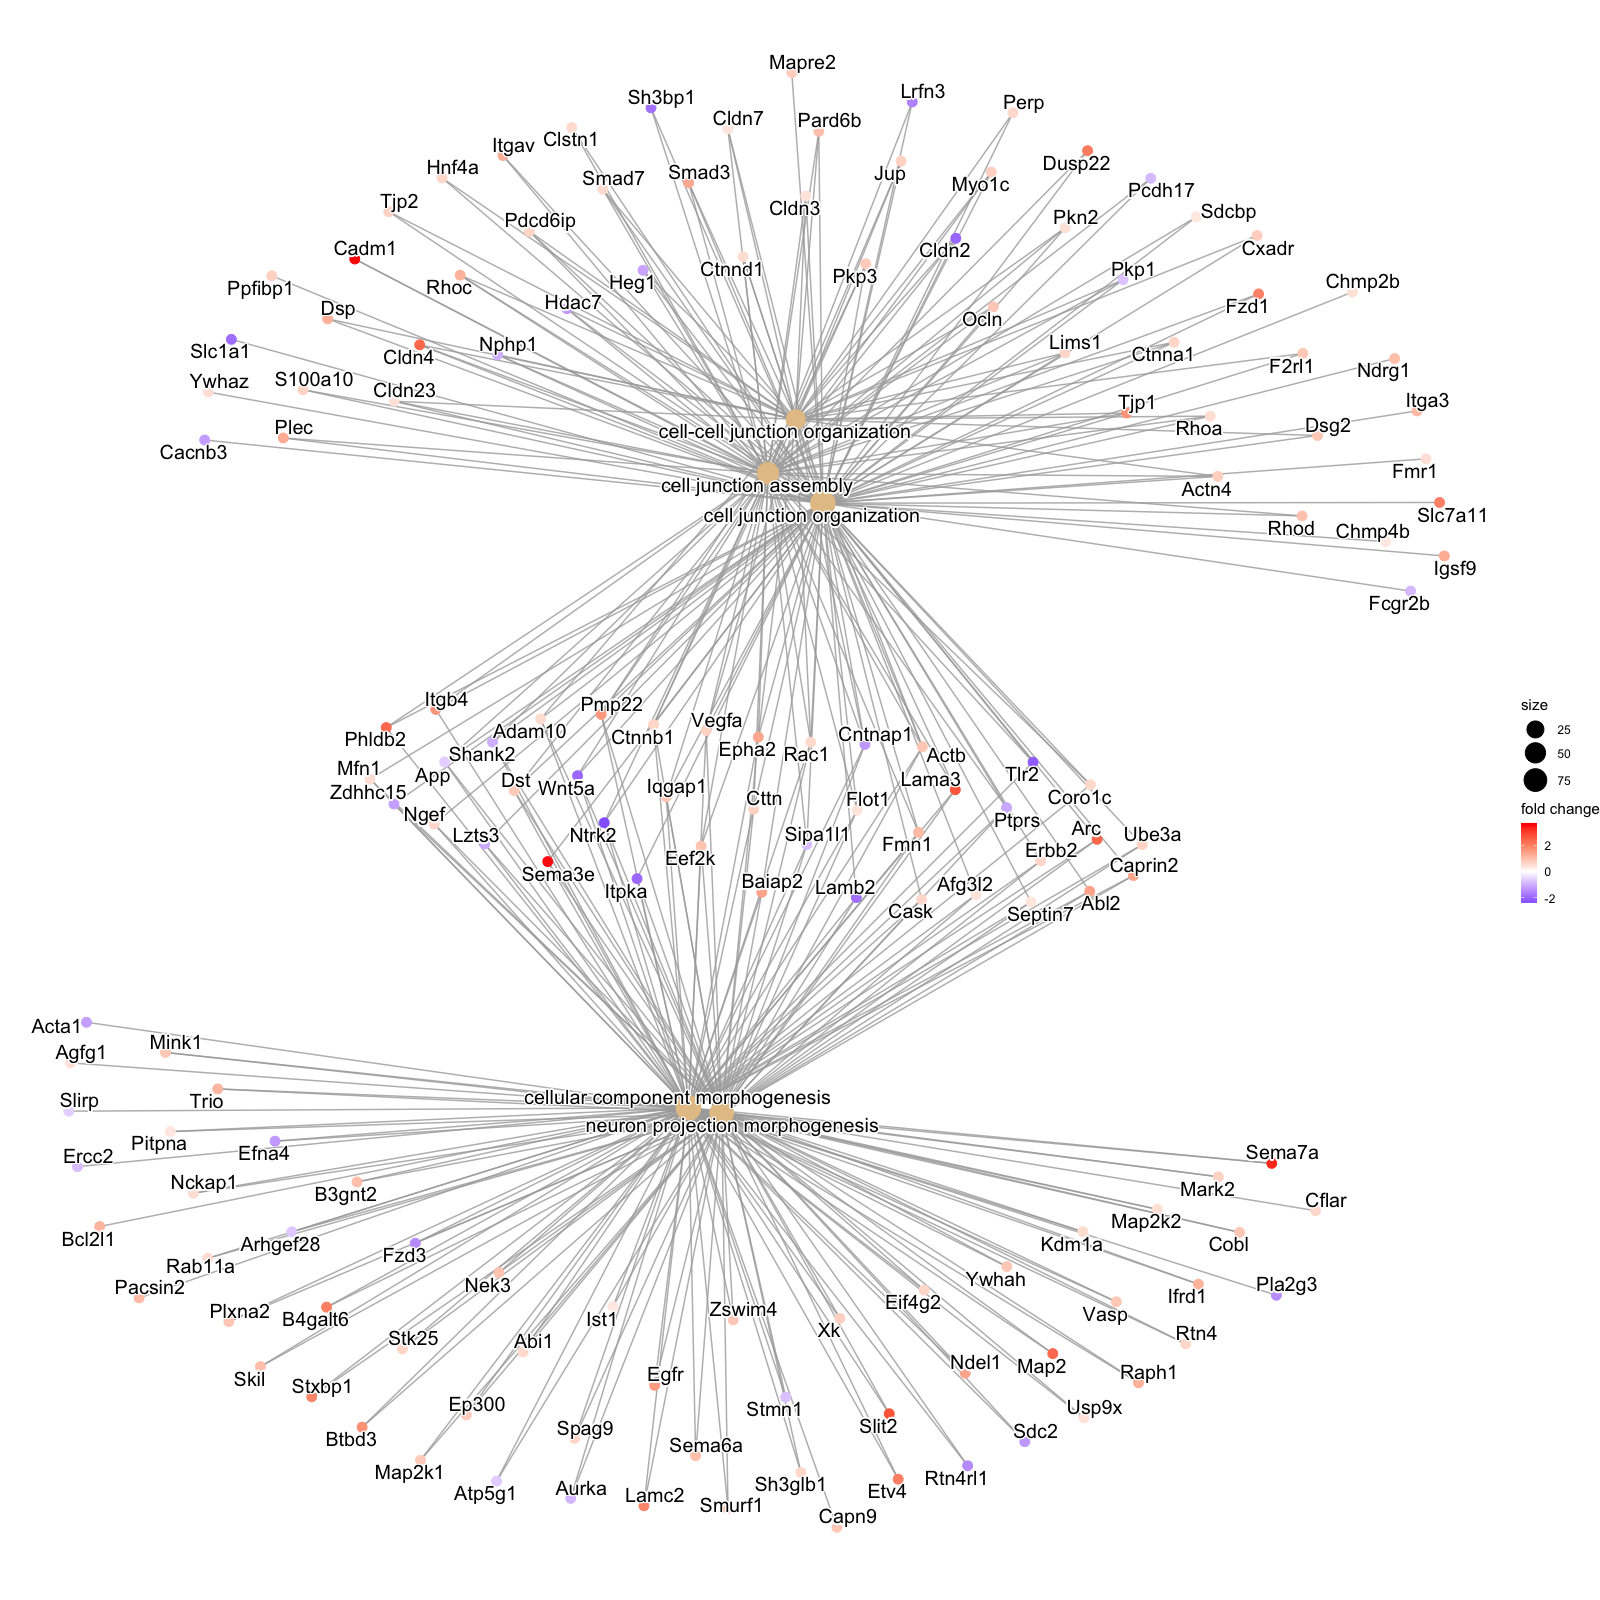 Mapre2
Sh3bp1
Lrfn3
Perp
Cldn7
Pard6b
Clstn1
Itgav
Dusp22
Hnf4a
Smad7
Smad3
Jup
Myo1c
Pcdh17
Tjp2
Pdcd6ip
Cldn3
Pkn2
Sdcbp
Cadm1
Cldn2
Cxadr
Ppfibp1
Rhoc
Heg1
Ctnnd1
Pkp3
Pkp1
Chmp2b
Dsp
Hdac7
Ocln
Fzd1
Slc1a1
Cldn4
Nphp1
Lims1
Ctnna1
F2rl1
Ndrg1
Ywhaz
S100a10
Cldn23
Tjp1
Itga3
Plec
Rhoa
Dsg2
Cacnb3
cell-cell junction organization
Fmr1
cell junction assembly
Actn4
cell junction organization
Slc7a11
Rhod
Chmp4b
Igsf9
Fcgr2b
Itgb4
Pmp22
Vegfa
Phldb2
Adam10
Ctnnb1
Cntnap1
Shank2
Epha2
Rac1
Actb
Mfn1
App
Dst
Wnt5a
Iqgap1
Lama3
Tlr2
Zdhhc15
Cttn
Flot1
Coro1c
Ngef
Ptprs
Arc
Lzts3
Ntrk2
Sipa1l1
Fmn1
Ube3a
Eef2k
Erbb2
Sema3e
Caprin2
Itpka
Baiap2
Lamb2
Afg3l2
Cask
Septin7
Abl2
size
25
50
75
fold change
2
0
-2
Acta1
Mink1
Agfg1
Slirp
Trio
cellular component morphogenesis
neuron projection morphogenesis
Pitpna
Efna4
Ercc2
Sema7a
Nckap1
B3gnt2
Mark2
Cflar
Bcl2l1
Arhgef28
Map2k2
Rab11a
Fzd3
Kdm1a
Cobl
Pacsin2
Nek3
Ywhah
Pla2g3
Plxna2
B4galt6
Ist1
Zswim4
Eif4g2
Ifrd1
Vasp
Stk25
Abi1
Xk
Rtn4
Skil
Stxbp1
Egfr
Ndel1
Map2
Raph1
Ep300
Stmn1
Usp9x
Btbd3
Spag9
Slit2
Sdc2
Map2k1
Sema6a
Atp5g1
Aurka
Lamc2
Sh3glb1
Etv4
Rtn4rl1
Smurf1
Capn9